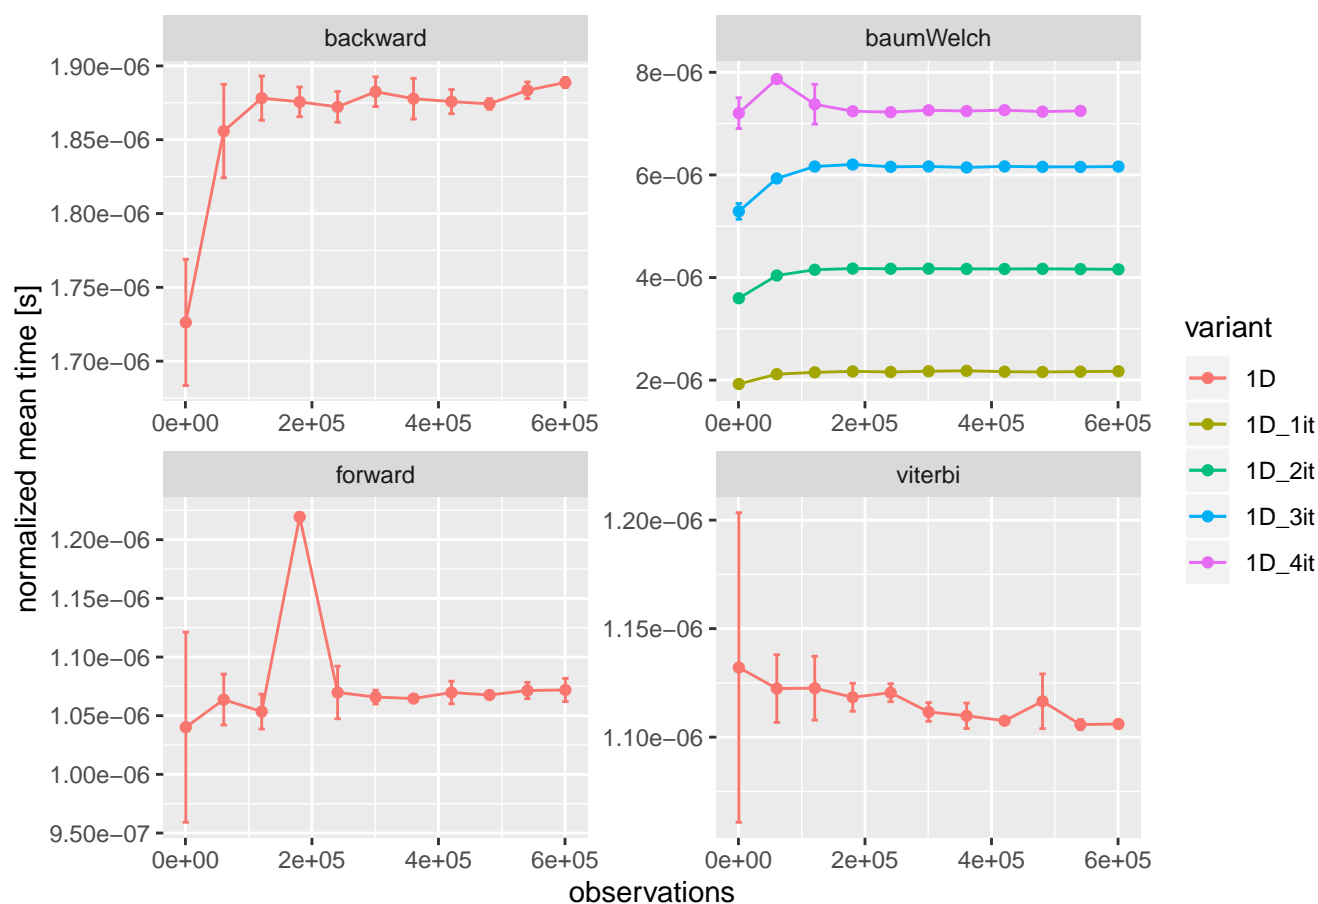 backward
baumWelch
1.90e−06
1.85e−06
1.80e−06
1.75e−06
1.70e−06
8e−06
6e−06
4e−06
2e−06
0e+00 2e+05 4e+05 6e+05
0e+00 2e+05 4e+05 6e+05
forward
viterbi
1.20e−06
1.15e−06
1.10e−06
1.05e−06
1.00e−06
9.50e−07
1.20e−06
1.15e−06
1.10e−06
0e+00 2e+05 4e+05 6e+05
0e+00 2e+05 4e+05 6e+05
observations
normalized mean time [s]
variant
1D
1D_1it
1D_2it
1D_3it
1D_4it